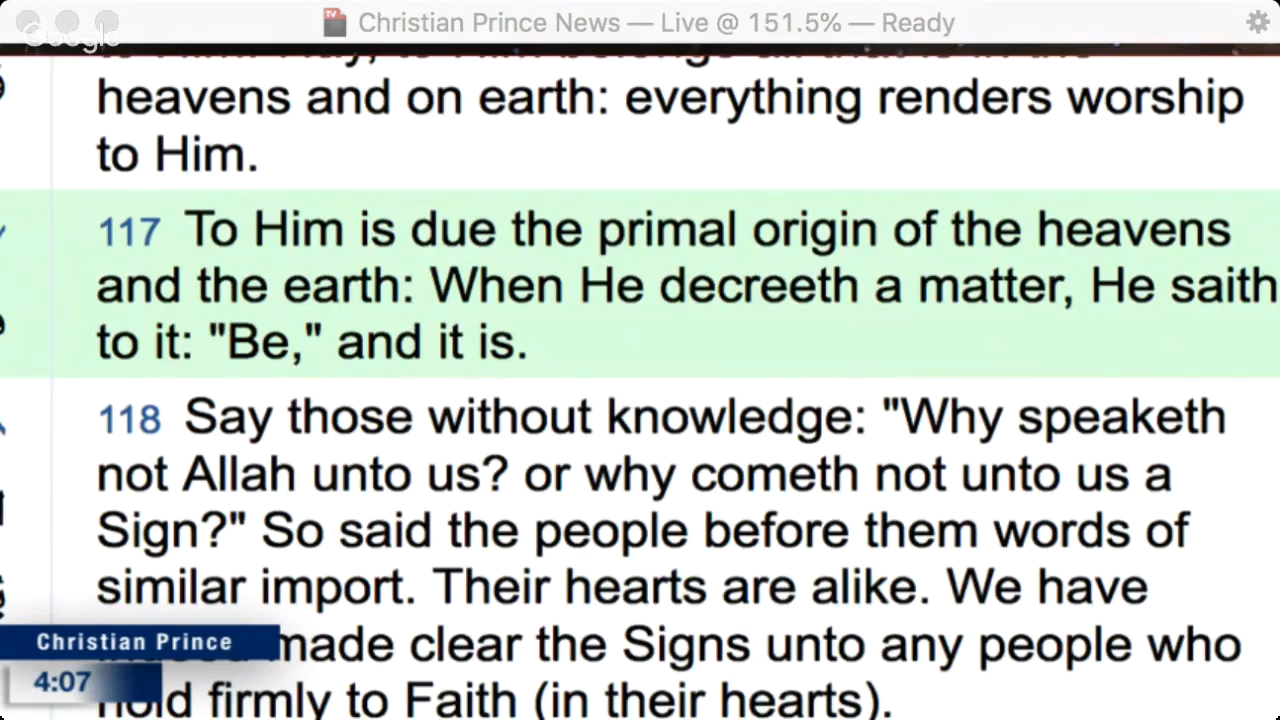 Christian Prince News — Live @ 151.5% — Ready
Google
heavens and on earth: everything renders worship
to Him.
117 To Him is due the primal origin of the heavens
and the earth: When He decreeth a matter, He saith
to it: "Be," and it is.
118 Say those without knowledge: "Why speaketh
not Allah unto us? or why cometh not unto us a
Sign?" So said the people before them words of
similar import. Their hearts are alike. We have
made clear the Signs unto any people who
hold firmly to Faith (in their hearts).
Christian Prince
4:07